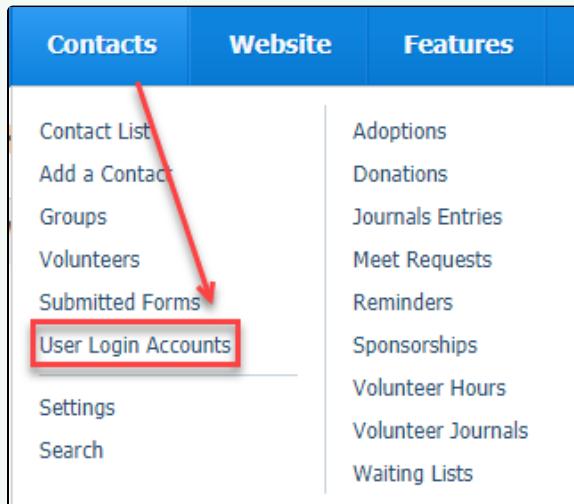 Contacts Website Features
Contact List
Add a Contact
Groups
Volunteers
Submitted Forms
User Login Accounts
Settings
Search
Adoptions
Donations
Journals Entries
Meet Requests
Reminders
Sponsorships
Volunteer Hours
Volunteer Journals
Waiting Lists